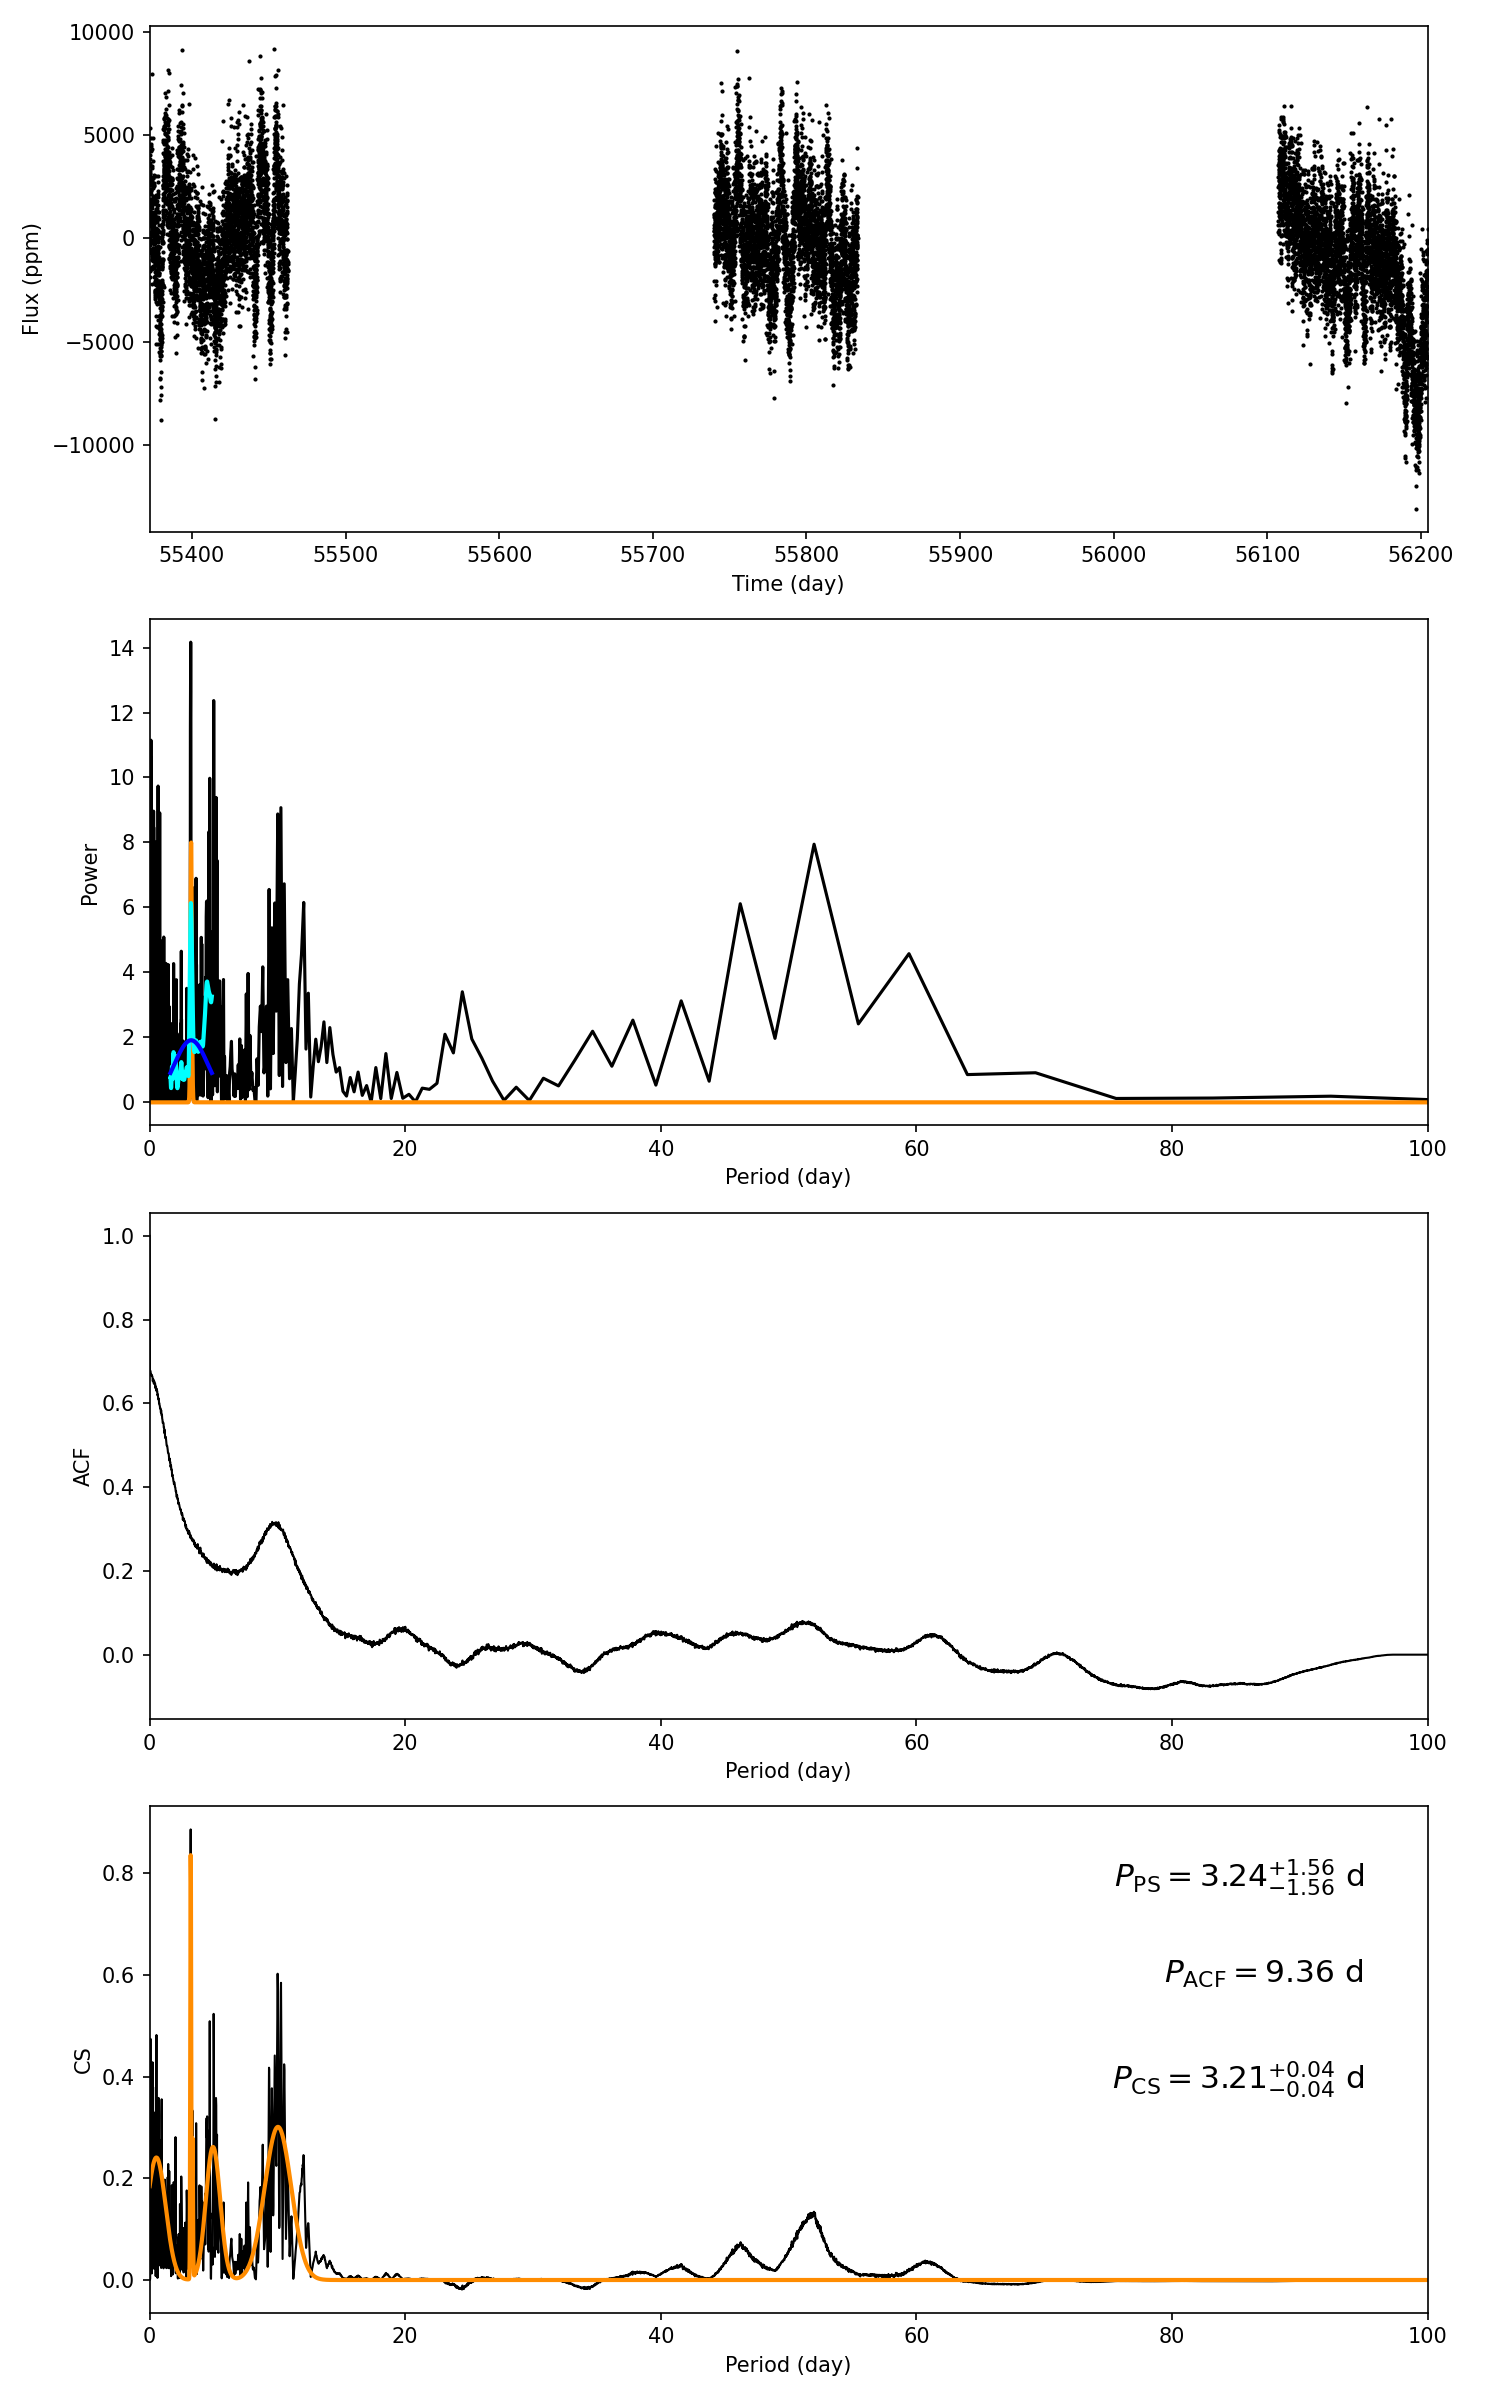 10000
5000
0
−5000
−10000
Flux (ppm)
55400 55500 55600 55700 55800 55900 56000 56100 56200
Time (day)
14
12
10
8
6
4
2
0
Power
0 20 40 60 80 100
Period (day)
1.0
0.8
0.6
0.4
0.2
0.0
ACF
0 20 40 60 80 100
Period (day)
0.8
0.6
0.4
0.2
0.0
CS
P_PS = 3.24^{+1.56}_{−1.56} d
P_ACF = 9.36 d
P_CS = 3.21^{+0.04}_{−0.04} d
0 20 40 60 80 100
Period (day)